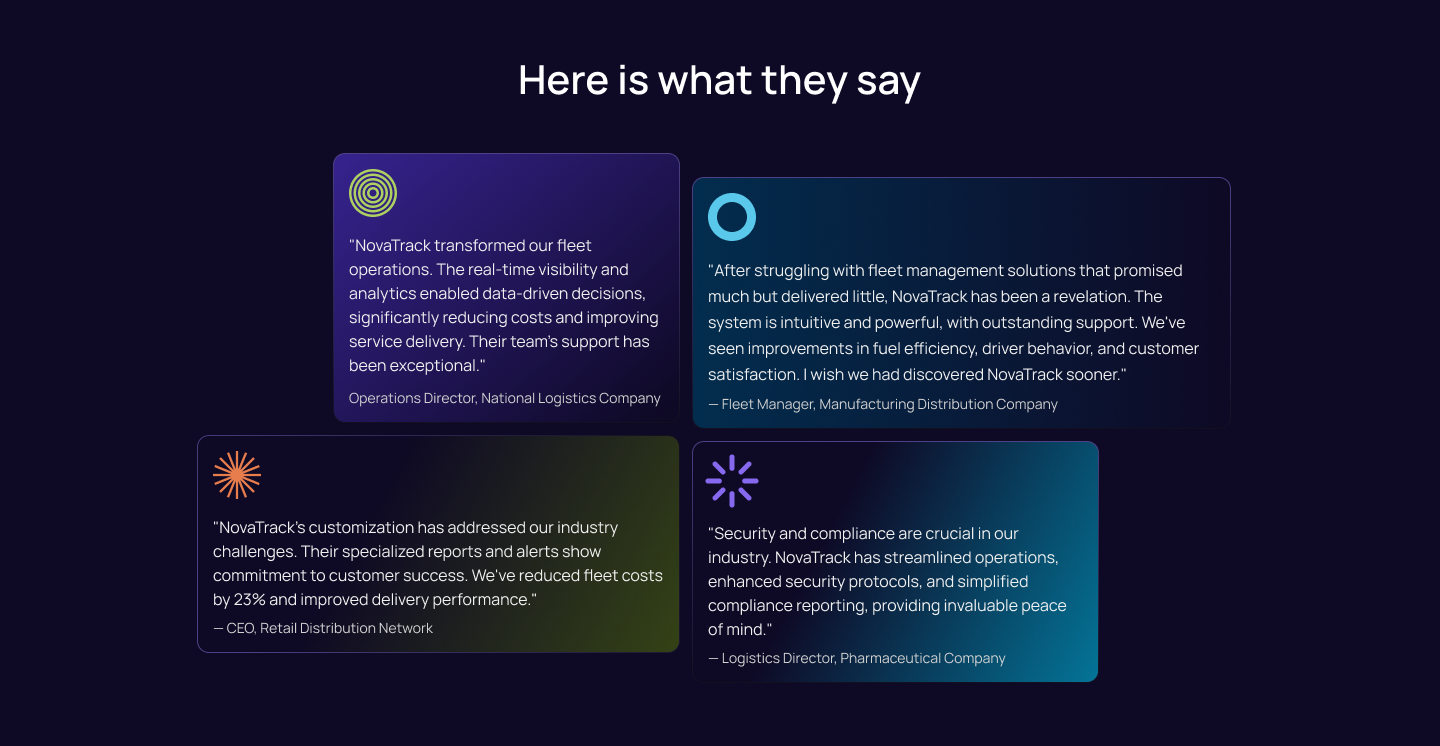 Here is what they say
"NovaTrack transformed our fleet
operations. The real-time visibility and
analytics enabled data-driven decisions,
significantly reducing costs and improving
service delivery. Their team's support has
been exceptional."
Operations Director, National Logistics Company
"After struggling with fleet management solutions that promised
much but delivered little, NovaTrack has been a revelation. The
system is intuitive and powerful, with outstanding support. We've
seen improvements in fuel efficiency, driver behavior, and customer
satisfaction. I wish we had discovered NovaTrack sooner."
— Fleet Manager, Manufacturing Distribution Company
"NovaTrack's customization has addressed our industry
challenges. Their specialized reports and alerts show
commitment to customer success. We've reduced fleet costs
by 23% and improved delivery performance."
— CEO, Retail Distribution Network
"Security and compliance are crucial in our
industry. NovaTrack has streamlined operations,
enhanced security protocols, and simplified
compliance reporting, providing invaluable peace
of mind."
— Logistics Director, Pharmaceutical Company